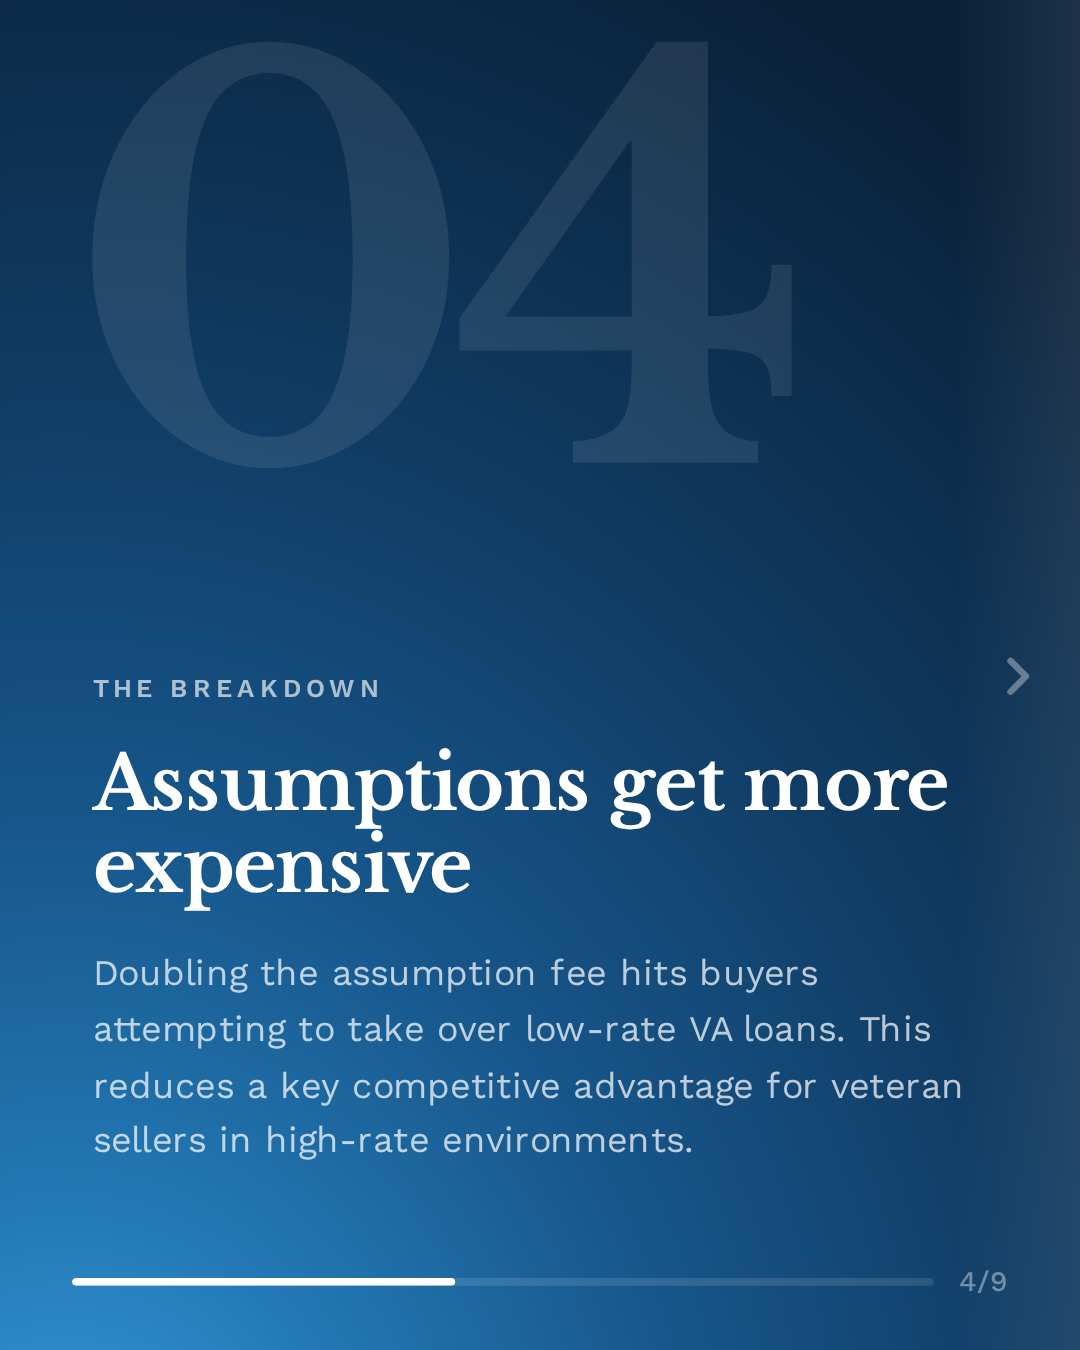 04
THE BREAKDOWN
Assumptions get more
expensive
Doubling the assumption fee hits buyers
attempting to take over low-rate VA loans. This
reduces a key competitive advantage for veteran
sellers in high-rate environments.
4/9